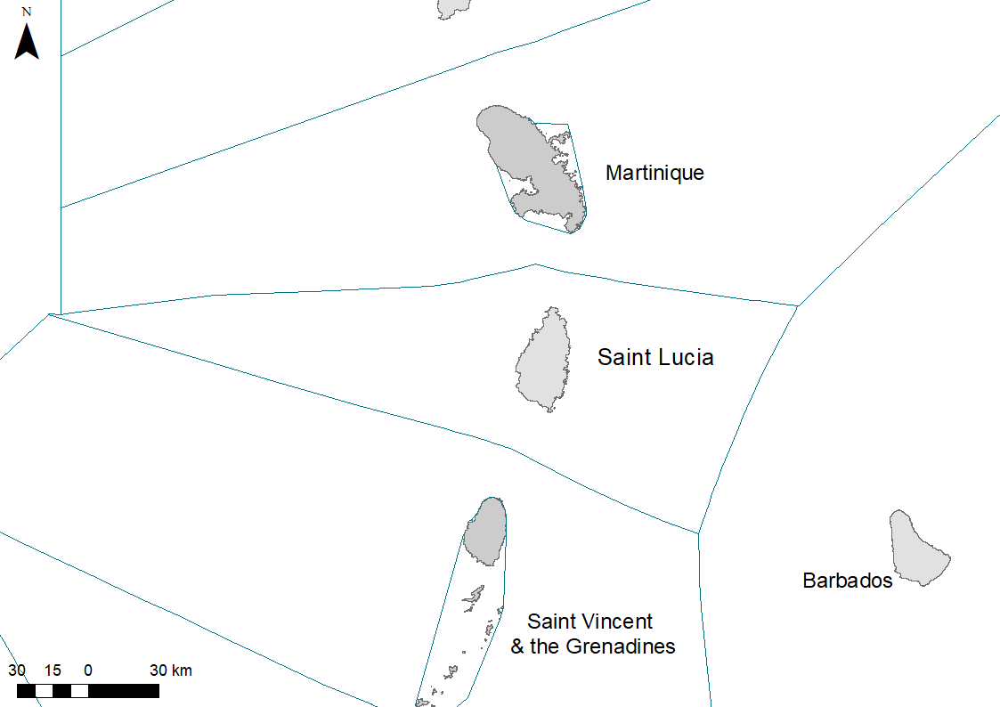 N
Martinique
Saint Lucia
Barbados
Saint Vincent
& the Grenadines
30 15 0 30 km